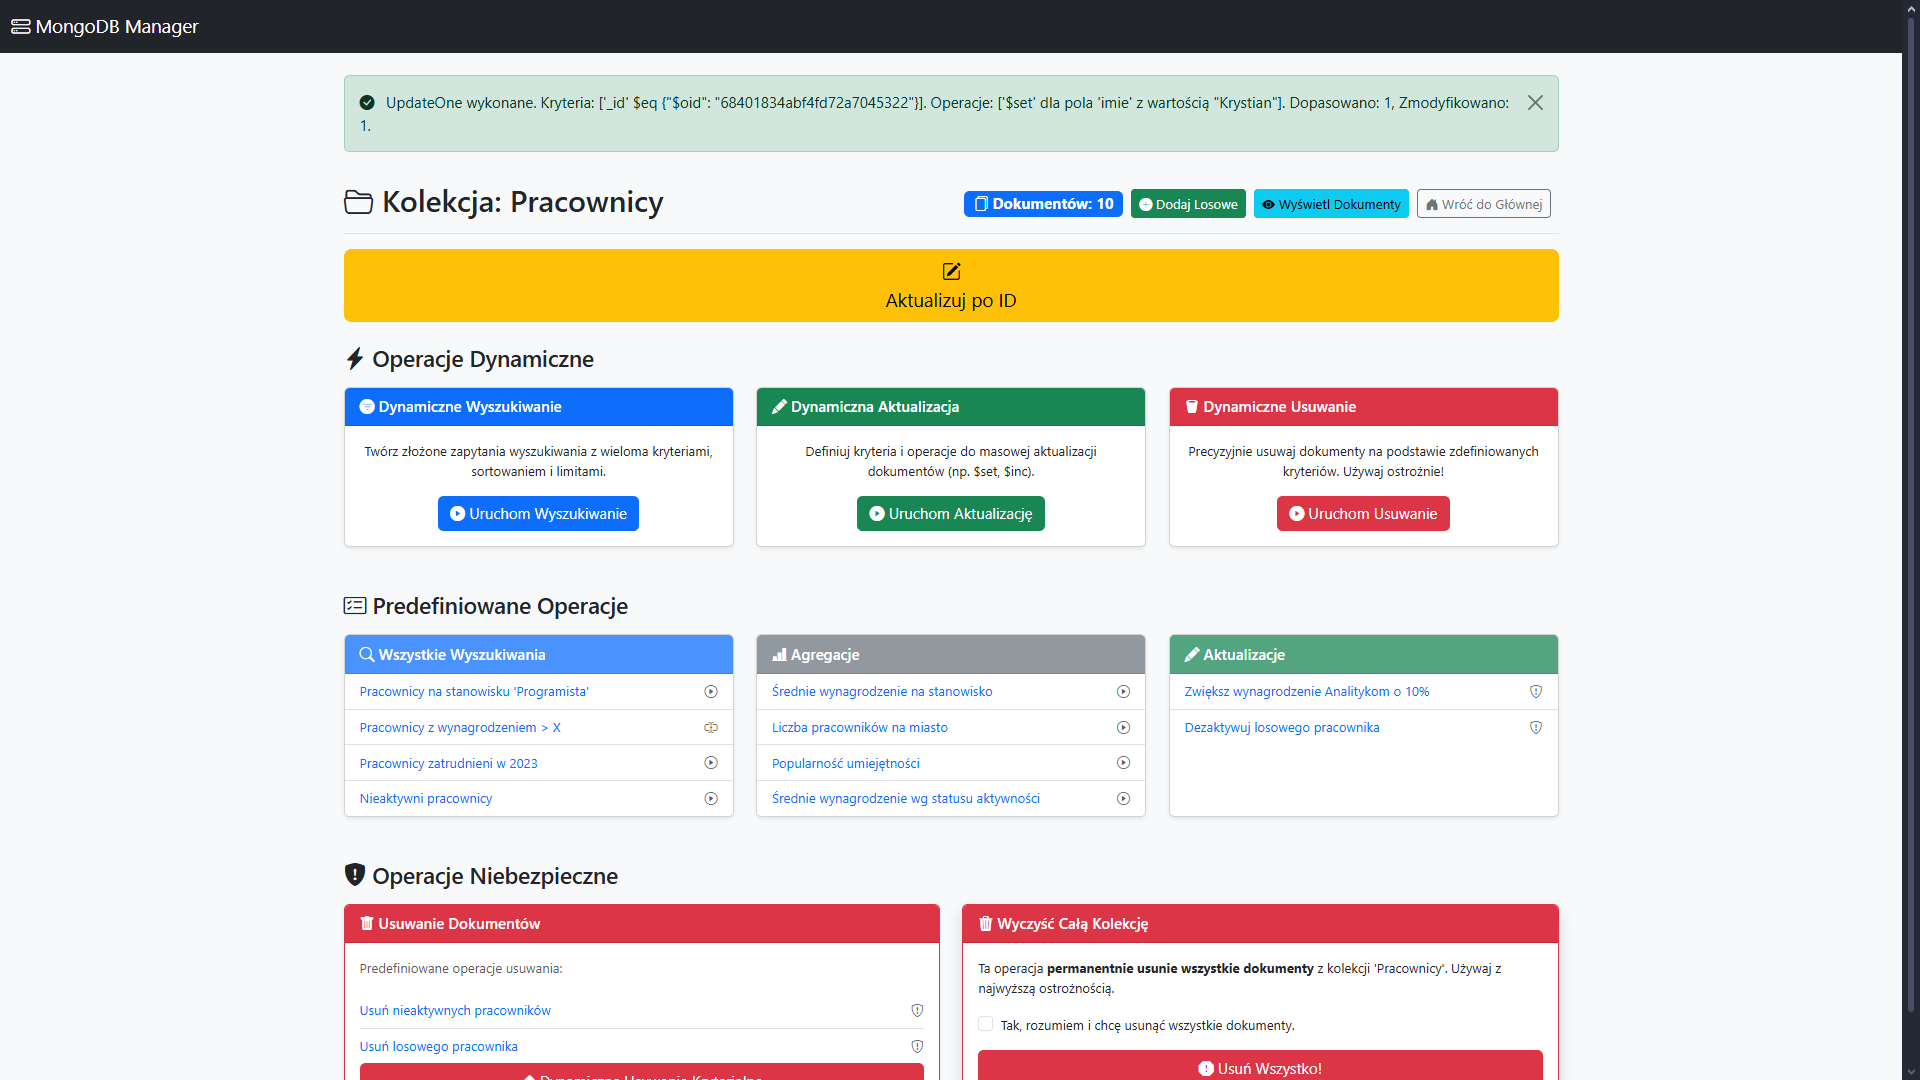 MongoDB Manager
UpdateOne wykonane. Kryteria: ['_id' $eq {"$oid": "68401834abf4fd72a7045322"}]. Operacje: ['$set' dla pola 'imie' z wartością "Krystian"]. Dopasowano: 1, Zmodyfikowano:
1.
Kolekcja: Pracownicy
Dokumentów: 10
Dodaj Losowe
Wyświetl Dokumenty
Wróć do Głównej
Aktualizuj po ID
Operacje Dynamiczne
Dynamiczne Wyszukiwanie
Twórz złożone zapytania wyszukiwania z wieloma kryteriami,
sortowaniem i limitami.
Uruchom Wyszukiwanie
Dynamiczna Aktualizacja
Definiuj kryteria i operacje do masowej aktualizacji
dokumentów (np. $set, $inc).
Uruchom Aktualizację
Dynamiczne Usuwanie
Precyzyjnie usuwaj dokumenty na podstawie zdefiniowanych
kryteriów. Używaj ostrożnie!
Uruchom Usuwanie
Predefiniowane Operacje
Wszystkie Wyszukiwania
Pracownicy na stanowisku 'Programista'
Pracownicy z wynagrodzeniem > X
Pracownicy zatrudnieni w 2023
Nieaktywni pracownicy
Agregacje
Średnie wynagrodzenie na stanowisko
Liczba pracowników na miasto
Popularność umiejętności
Średnie wynagrodzenie wg statusu aktywności
Aktualizacje
Zwiększ wynagrodzenie Analitykom o 10%
Dezaktywuj losowego pracownika
Operacje Niebezpieczne
Usuwanie Dokumentów
Predefiniowane operacje usuwania:
Usuń nieaktywnych pracowników
Usuń losowego pracownika
Dynamiczne Usuwanie Kryterialne
Wyczyść Całą Kolekcję
Ta operacja permanentnie usunie wszystkie dokumenty z kolekcji 'Pracownicy'. Używaj z
najwyższą ostrożnością.
Tak, rozumiem i chcę usunąć wszystkie dokumenty.
Usuń Wszystko!